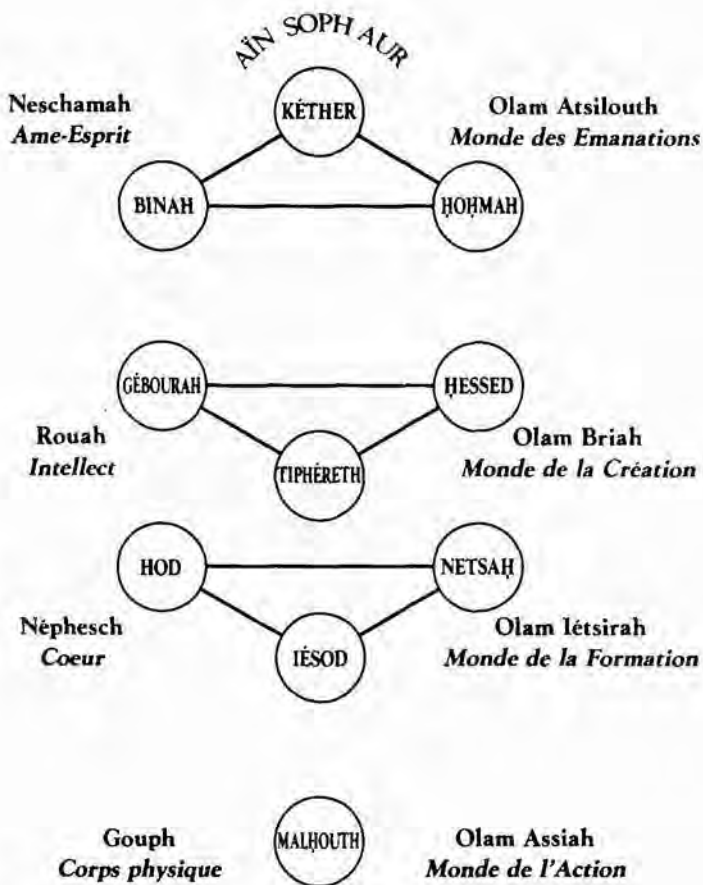 AÏN SOPH AUR
KÉTHER
Neschamah
Ame-Esprit
Olam Atsilouth
Monde des Emanations
BINAH
ḤOḤMAH
GÉBOURAH
ḤESSED
Rouah
Intellect
TIPHÉRETH
Olam Briah
Monde de la Création
HOD
NETSAḤ
Néphesch
Coeur
IÉSOD
Olam Iétsirah
Monde de la Formation
Gouph
Corps physique
MALḤOUTH
Olam Assiah
Monde de l'Action